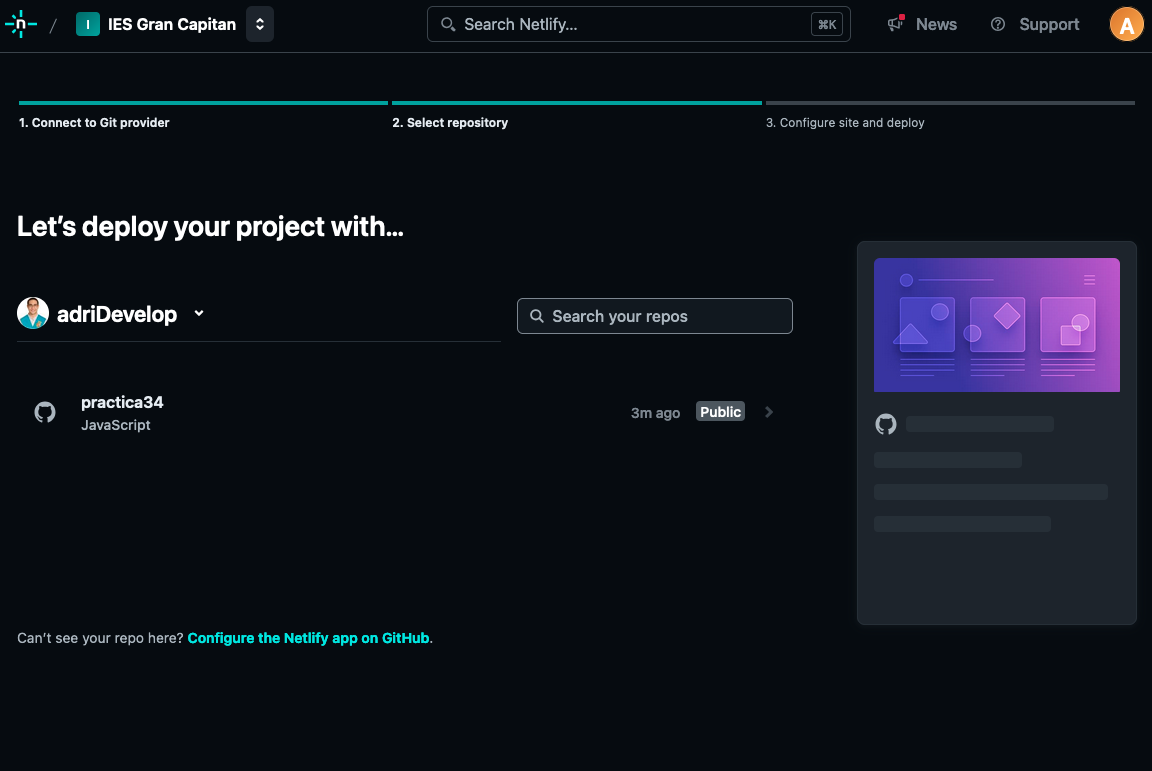 n / I IES Gran Capitan
Search Netlify... ⌘K
News
Support
A
1. Connect to Git provider
2. Select repository
3. Configure site and deploy
Let's deploy your project with...
adriDevelop
Search your repos
practica34
JavaScript
3m ago Public
Can't see your repo here? Configure the Netlify app on GitHub.